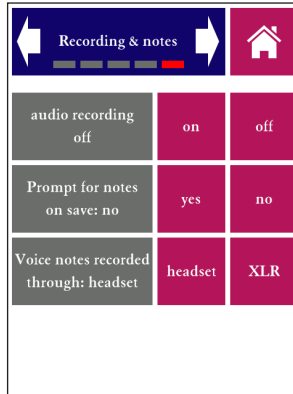 Recording & notes
audio recording
off
on
off
Prompt for notes
on save: no
yes
no
Voice notes recorded
through: headset
headset
XLR